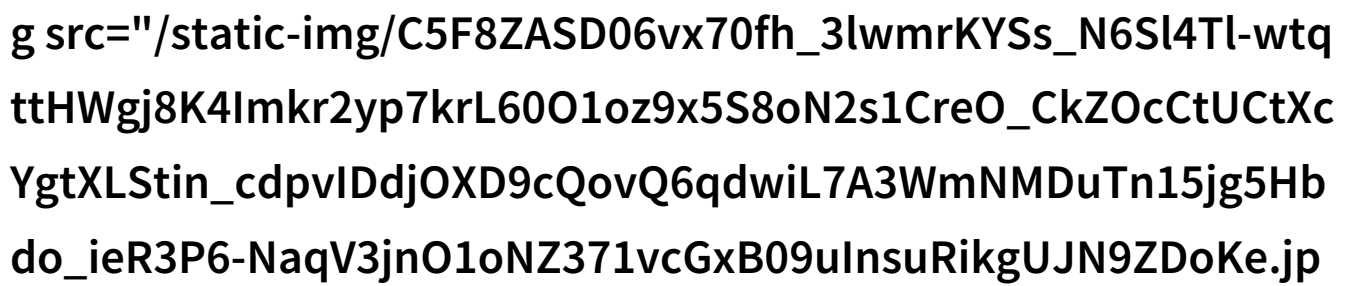 g src="/static-img/C5F8ZASD06vx70fh_3lwmrKYSs_N6Sl4Tl-wtq
ttHWgj8K4Imkr2yp7krL60O1oz9x5S8oN2s1CreO_CkZOcCtUCtXc
YgtXLStin_cdpvIDdjOXD9cQovQ6qdwiL7A3WmNMDuTn15jg5Hb
do_ieR3P6-NaqV3jnO1oNZ371vcGxB09uInsuRikgUJN9ZDoKe.jp